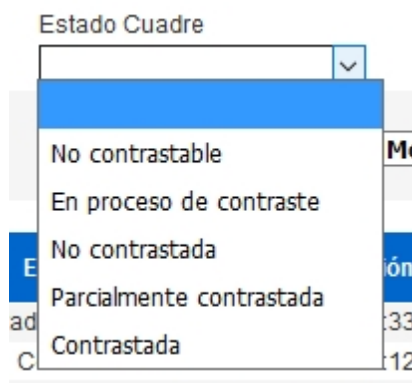 Estado Cuadre
No contrastable
En proceso de contraste
No contrastada
Parcialmente contrastada
Contrastada